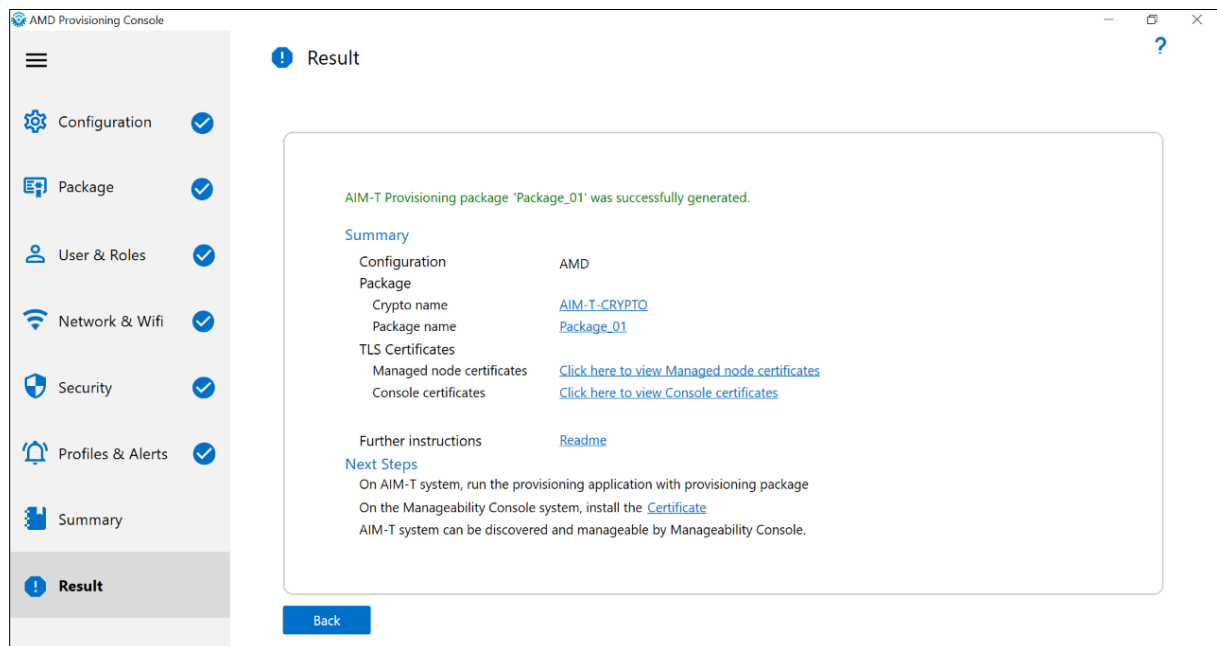 AMD Provisioning Console
?
Result
Configuration
Package
User & Roles
Network & Wifi
Security
Profiles & Alerts
Summary
Result
AIM-T Provisioning package 'Package_01' was successfully generated.
Summary
Configuration AMD
Package
Crypto name AIM-T-CRYPTO
Package name Package_01
TLS Certificates
Managed node certificates Click here to view Managed node certificates
Console certificates Click here to view Console certificates
Further instructions Readme
Next Steps
On AIM-T system, run the provisioning application with provisioning package
On the Manageability Console system, install the Certificate
AIM-T system can be discovered and manageable by Manageability Console.
Back